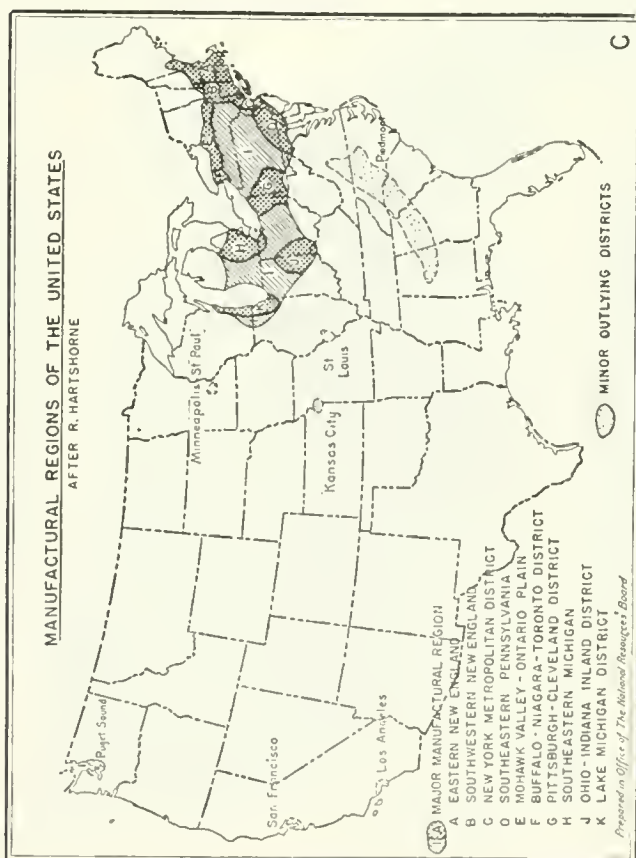 MANUFACTURAL REGIONS OF THE UNITED STATES
AFTER R. HARTSHORNE
Puget Sound
Minneapolis St Paul
San Francisco
Kansas City
St Louis
Los Angeles
Piedmont
B
D
G
H
I
J
K
MAJOR MANUFACTURAL REGION
A EASTERN NEW ENGLAND
B SOUTHWESTERN NEW ENGLAND
C NEW YORK METROPOLITAN DISTRICT
D SOUTHEASTERN PENNSYLVANIA
E MOHAWK VALLEY - ONTARIO PLAIN
F BUFFALO - NIAGARA - TORONTO DISTRICT
G PITTSBURGH - CLEVELAND DISTRICT
H SOUTHEASTERN MICHIGAN
J OHIO - INDIANA INLAND DISTRICT
K LAKE MICHIGAN DISTRICT
MINOR OUTLYING DISTRICTS
Prepared in Office of The National Resources Board
C